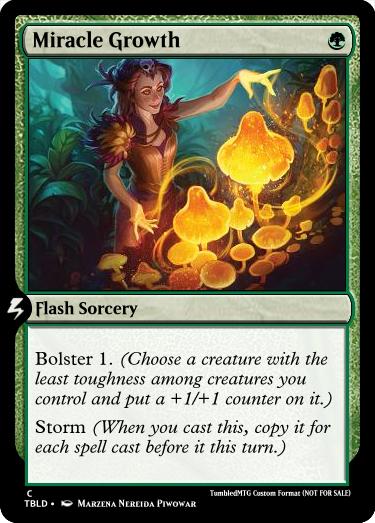 Miracle Growth
Flash Sorcery
Bolster 1. (Choose a creature with the
least toughness among creatures you
control and put a +1/+1 counter on it.)
Storm (When you cast this, copy it for
each spell cast before it this turn.)
C
TBLD • Marzena Nereida Piwowar
TumbledMTG Custom Format (NOT FOR SALE)